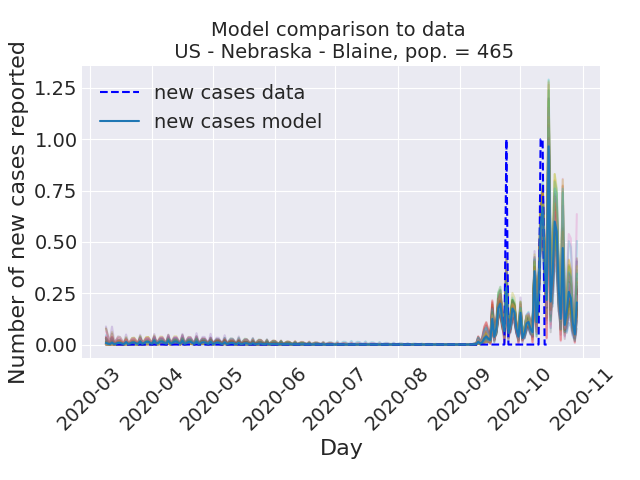 Model comparison to data
US - Nebraska - Blaine, pop. = 465
new cases data
new cases model
Number of new cases reported
1.25
1.00
0.75
0.50
0.25
0.00
2020-03
2020-04
2020-05
2020-06
2020-07
2020-08
2020-09
2020-10
2020-11
Day